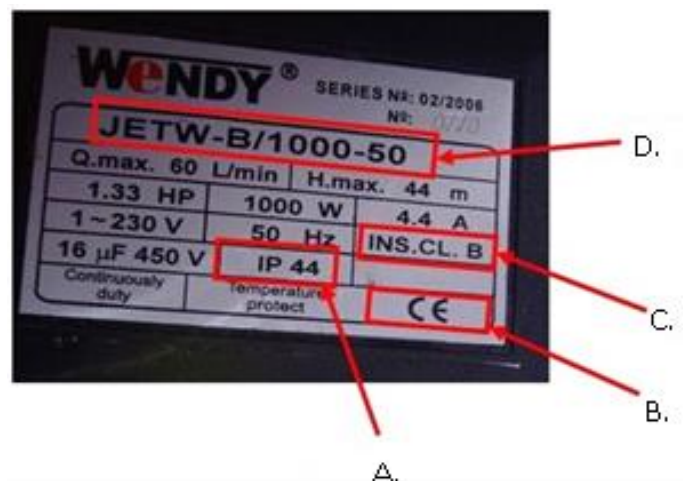 WeNDY ® SERIES Nº: 02/2006
Nº:
JETW-B/1000-50
Q.max. 60 L/min H.max. 44 m
1.33 HP 1000 W 4.4 A
1~230 V 50 Hz INS.CL. B
16 µF 450 V IP 44
Continuously duty Temperature protect CE
D.
C.
B.
A.